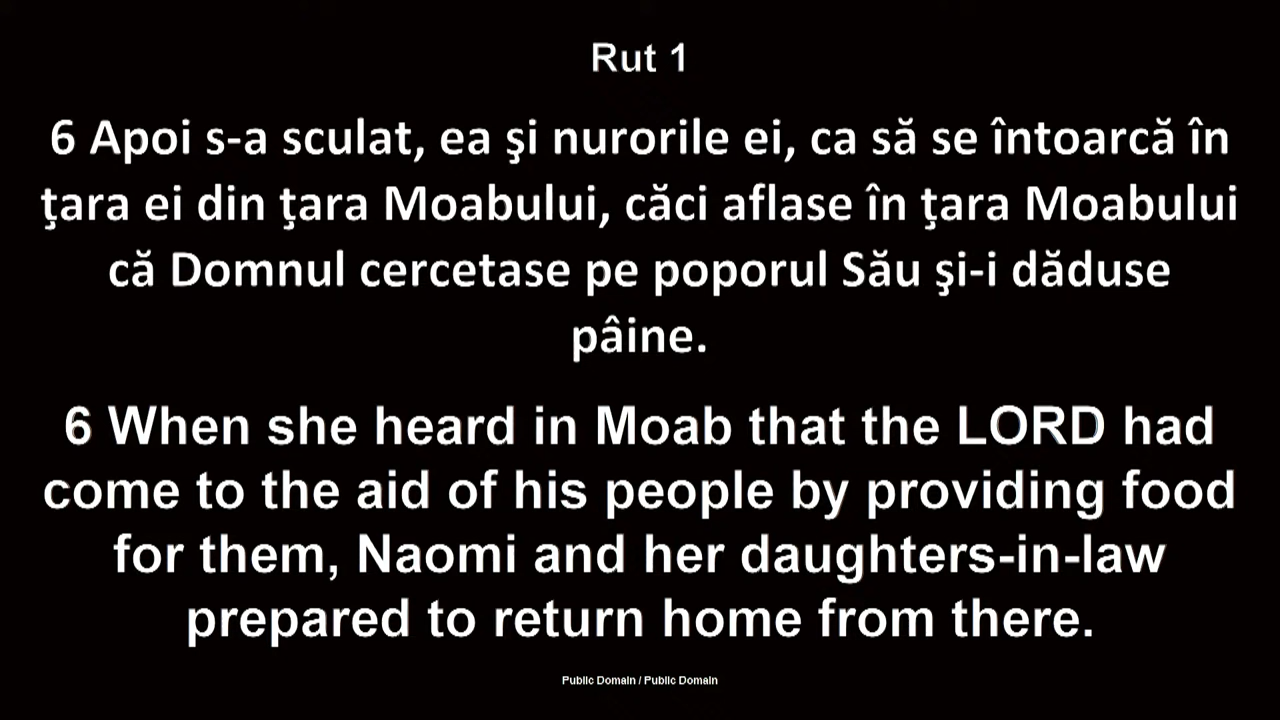 Rut 1
6 Apoi s-a sculat, ea şi nurorile ei, ca să se întoarcă în
ţara ei din ţara Moabului, căci aflase în ţara Moabului
că Domnul cercetase pe poporul Său şi-i dăduse
pâine.
6 When she heard in Moab that the LORD had
come to the aid of his people by providing food
for them, Naomi and her daughters-in-law
prepared to return home from there.
Public Domain / Public Domain